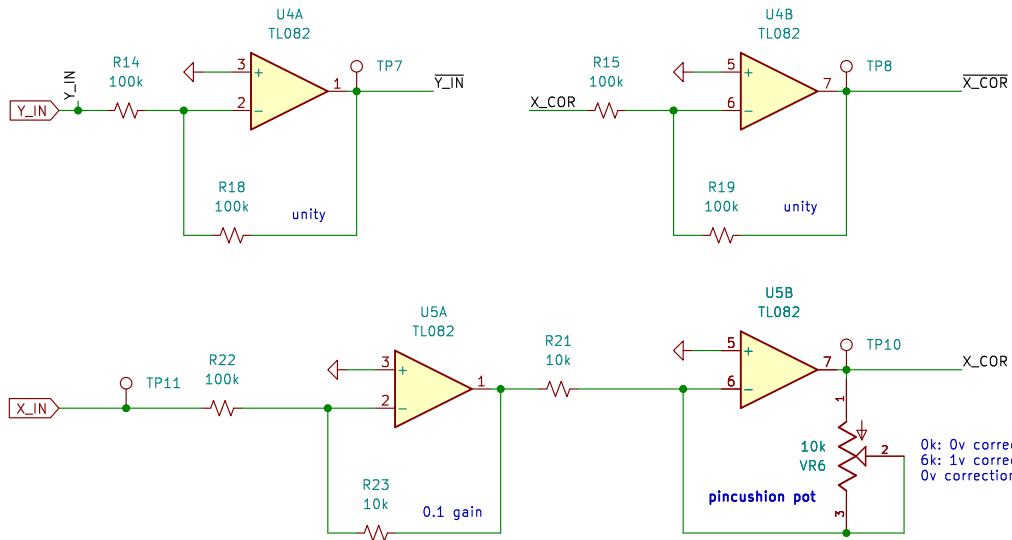 U4A
TL082
U4B
TL082
R14
100k
3
+
1
TP7
Y_IN
Y_IN
Y_IN
2
−
R18
100k
unity
R15
100k
5
+
7
TP8
X_COR
X_COR
6
−
R19
100k
unity
U5A
TL082
U5B
TL082
R22
100k
3
+
1
R21
10k
5
+
7
TP10
X_COR
TP11
X_IN
2
−
6
−
R23
10k
0.1 gain
1
10k
VR6
2
3
pincushion pot
0k: 0v corre
6k: 1v corre
0v correction